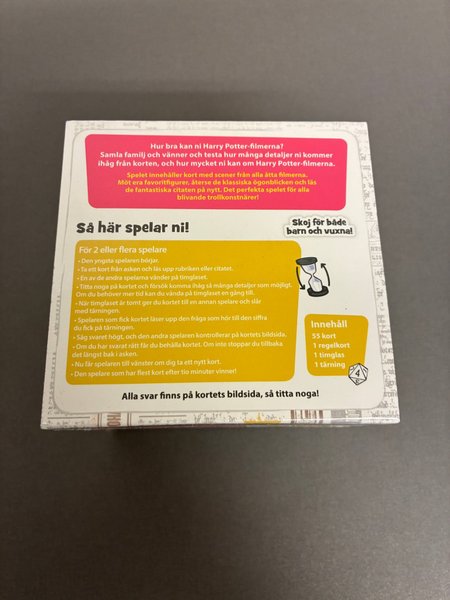 Hur bra kan ni Harry Potter-filmerna?
Samla familj och vänner och testa hur många detaljer ni kommer
ihåg från korten, och hur mycket ni kan om Harry Potter-filmerna.
Spelet innehåller kort med scener från alla åtta filmerna.
Möt era favoritfigurer, återse de klassiska ögonblicken och läs
de fantastiska citaten på nytt. Det perfekta spelet för alla
blivande trollkonstnärer!
Så här spelar ni!
Skoj för både
barn och vuxna!
För 2 eller flera spelare
• Den yngsta spelaren börjar.
• Ta ett kort från asken och läs upp rubriken eller citatet.
• En av de andra spelarna vänder på timglaset.
• Titta noga på kortet och försök komma ihåg så många detaljer som möjligt.
Om du behöver mer tid kan du vända på timglaset en gång till.
• När timglaset är tomt ger du kortet till en annan spelare och slår
med tärningen.
• Spelaren som fick kortet läser upp den fråga som hör till den siffra
du fick på tärningen.
• Säg svaret högt, och den andra spelaren kontrollerar på kortets bildsida.
• Om du har svarat rätt får du behålla kortet. Om inte stoppar du tillbaka
det längst bak i asken.
• Nu får spelaren till vänster om dig ta ett nytt kort.
• Den spelare som har flest kort efter tio minuter vinner!
Innehåll
55 kort
1 regelkort
1 timglas
1 tärning
4
Alla svar finns på kortets bildsida, så titta noga!